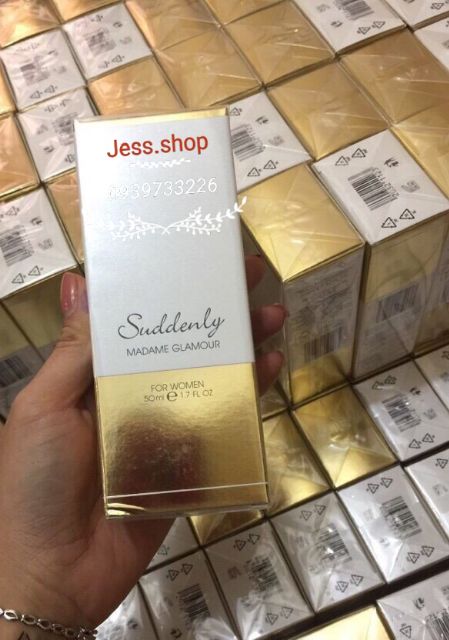 Jess.shop
0939733226
Suddenly
MADAME GLAMOUR
FOR WOMEN
50ml e 1.7 FL OZ